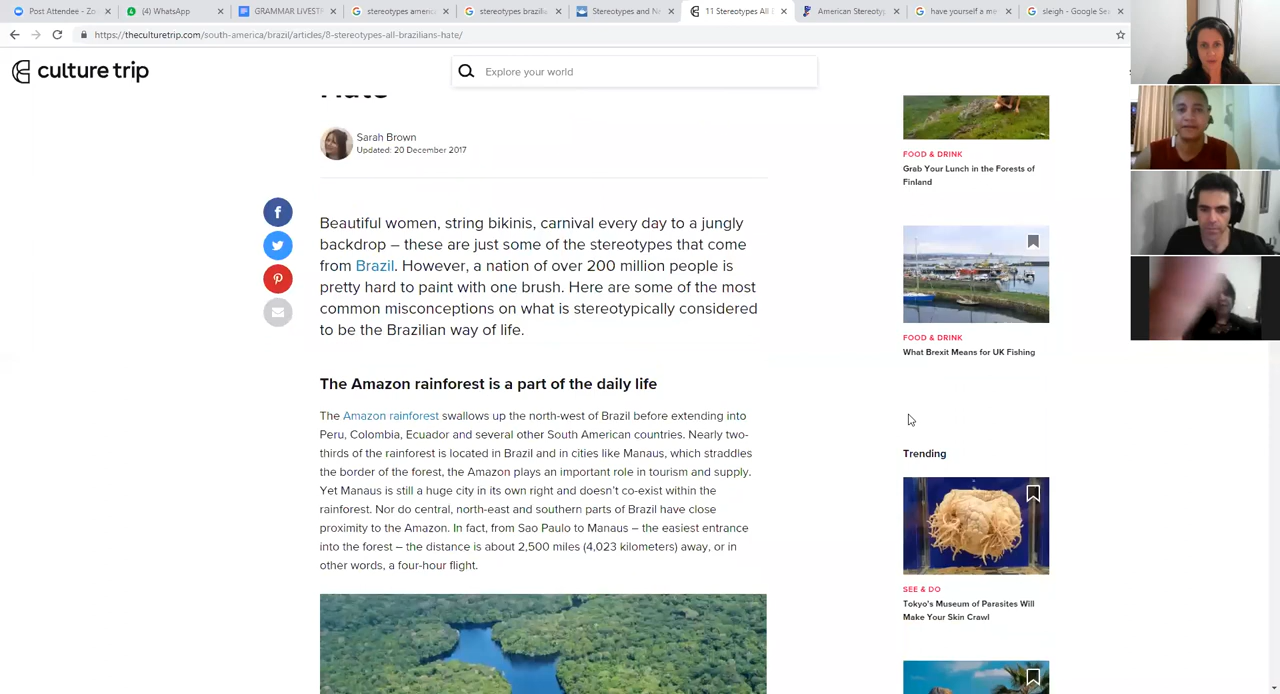 Post Attendee - Zo
(4) WhatsApp
GRAMMAR LIVEST
stereotypes americ
stereotypes brazili
Stereotypes and Ne
11 Stereotypes All
American Stereotyp
have yourself a me
sleigh - Google Se
https://theculturetrip.com/south-america/brazil/articles/8-stereotypes-all-brazilians-hate/
culture trip
Explore your world
Hate
Sarah Brown
Updated: 20 December 2017
Beautiful women, string bikinis, carnival every day to a jungly
backdrop – these are just some of the stereotypes that come
from Brazil. However, a nation of over 200 million people is
pretty hard to paint with one brush. Here are some of the most
common misconceptions on what is stereotypically considered
to be the Brazilian way of life.
The Amazon rainforest is a part of the daily life
The Amazon rainforest swallows up the north-west of Brazil before extending into
Peru, Colombia, Ecuador and several other South American countries. Nearly two-
thirds of the rainforest is located in Brazil and in cities like Manaus, which straddles
the border of the forest, the Amazon plays an important role in tourism and supply.
Yet Manaus is still a huge city in its own right and doesn't co-exist within the
rainforest. Nor do central, north-east and southern parts of Brazil have close
proximity to the Amazon. In fact, from Sao Paulo to Manaus – the easiest entrance
into the forest – the distance is about 2,500 miles (4,023 kilometers) away, or in
other words, a four-hour flight.
FOOD & DRINK
Grab Your Lunch in the Forests of
Finland
FOOD & DRINK
What Brexit Means for UK Fishing
Trending
SEE & DO
Tokyo's Museum of Parasites Will
Make Your Skin Crawl